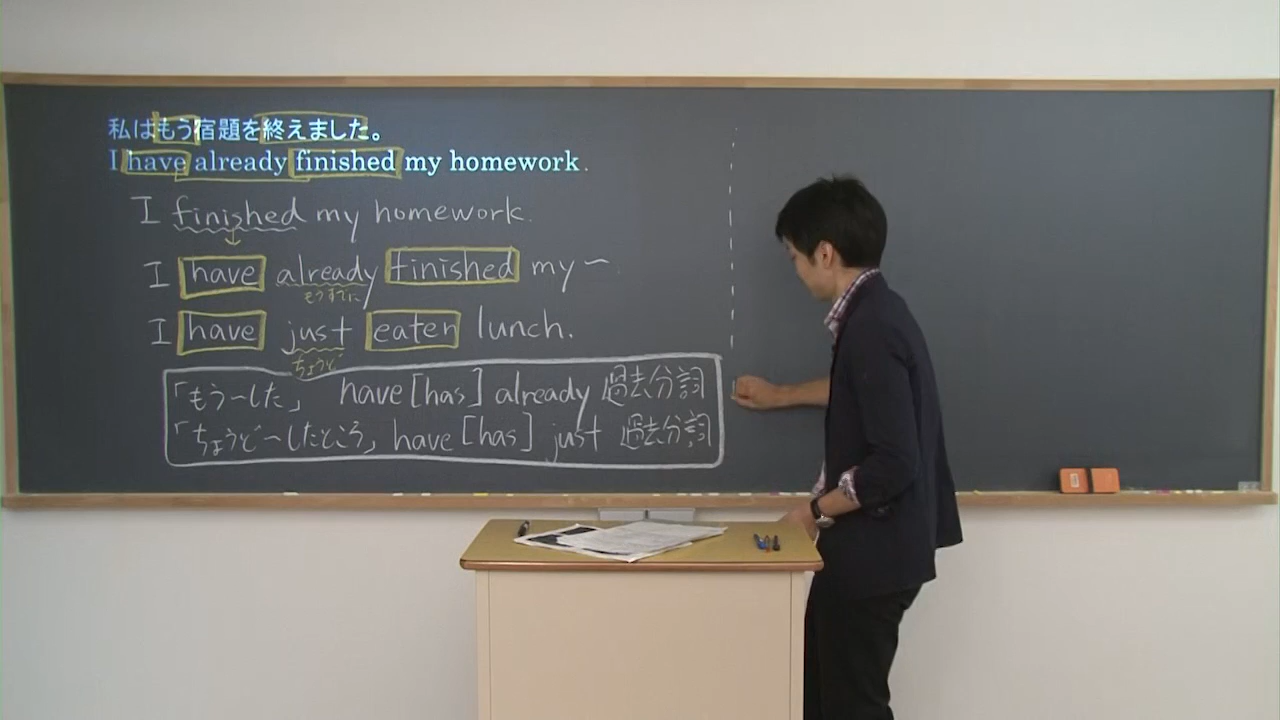 私はもう宿題を終えました。
I have already finished my homework.
I finished my homework.
I have already finished my ~.
もうすでに
I have just eaten lunch.
ちょうど
「もう~した」 have [has] already 過去分詞
「ちょうど~したところ」 have [has] just 過去分詞